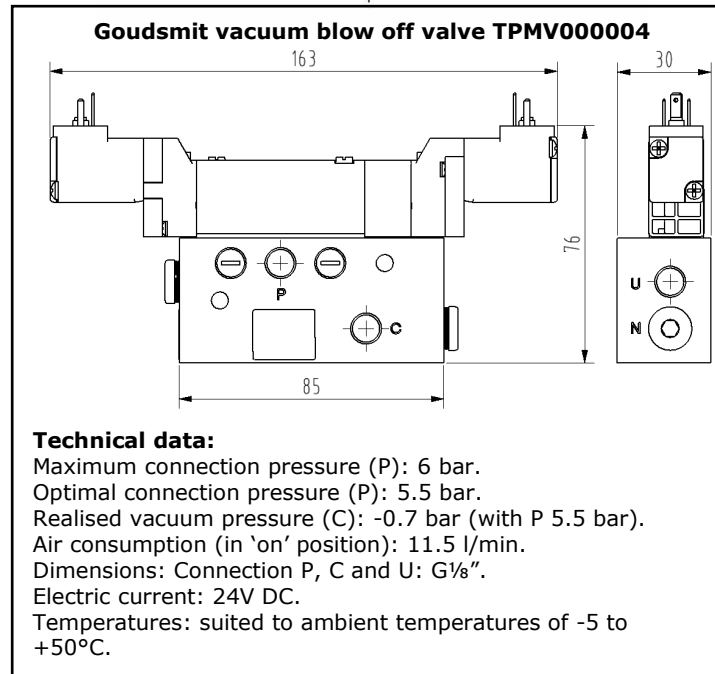 Goudsmit vacuum blow off valve TPMV000004
163
30
76
P
C
U
N
85
Technical data:
Maximum connection pressure (P): 6 bar.
Optimal connection pressure (P): 5.5 bar.
Realised vacuum pressure (C): -0.7 bar (with P 5.5 bar).
Air consumption (in ‘on’ position): 11.5 l/min.
Dimensions: Connection P, C and U: G⅛”.
Electric current: 24V DC.
Temperatures: suited to ambient temperatures of -5 to
+50°C.